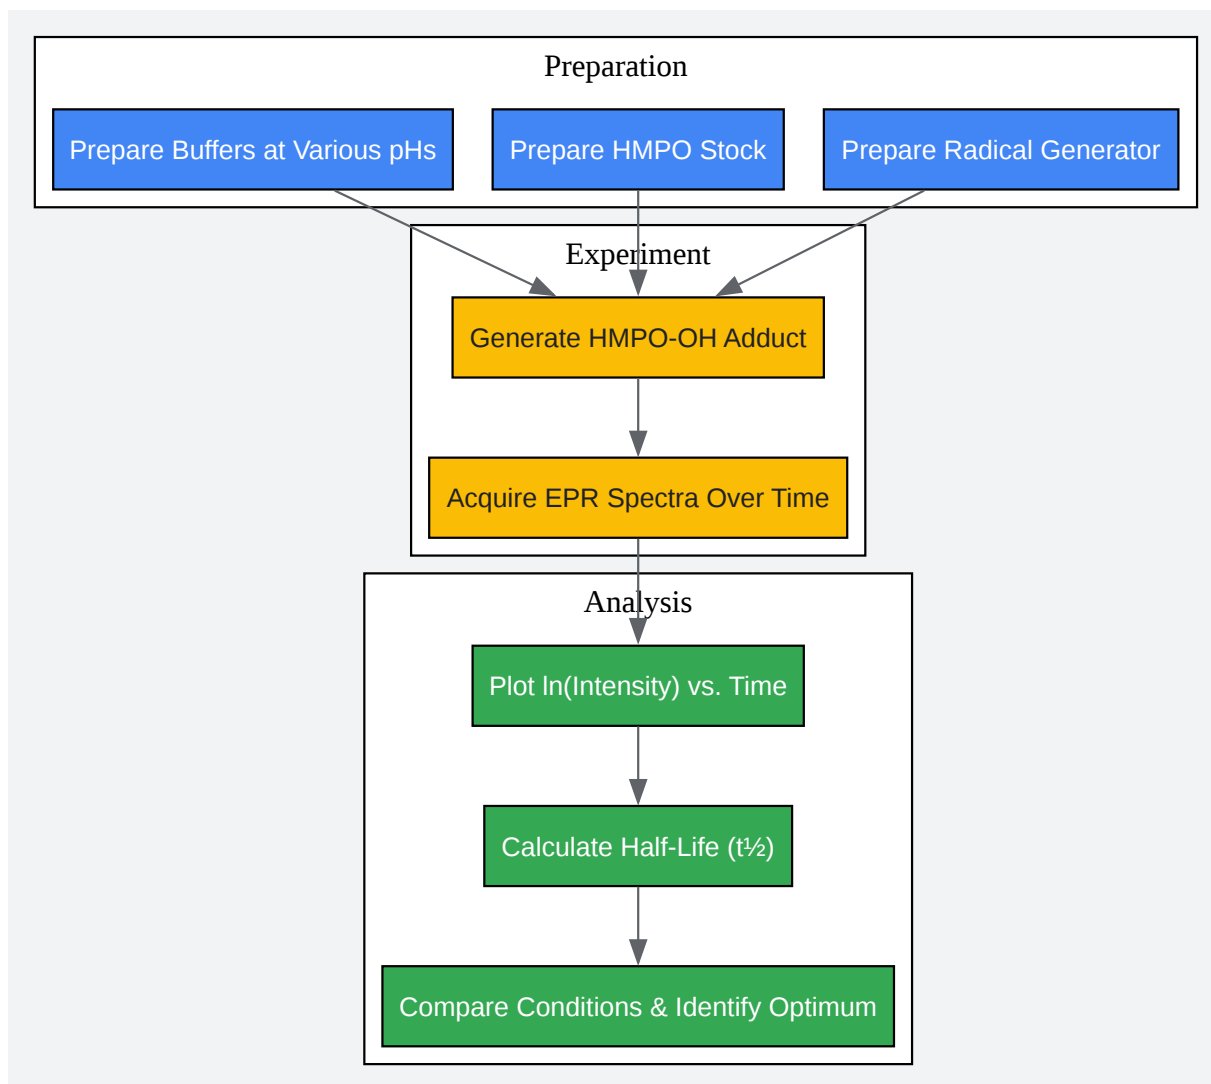 Preparation
Prepare Buffers at Various pHs
Prepare HMPO Stock
Prepare Radical Generator
Experiment
Generate HMPO-OH Adduct
Acquire EPR Spectra Over Time
Analysis
Plot ln(Intensity) vs. Time
Calculate Half-Life (t½)
Compare Conditions & Identify Optimum